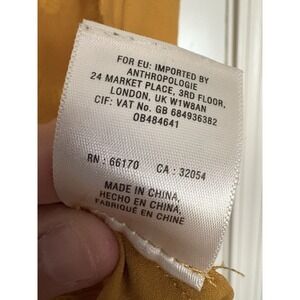 FOR EU: IMPORTED BY
ANTHROPOLOGIE
24 MARKET PLACE, 3RD FLOOR,
LONDON, UK W1W8AN
CIF: VAT No. GB 684936382
OB484641
RN : 66170 CA : 32054
MADE IN CHINA,
HECHO EN CHINA,
FABRIQUÉ EN CHINE